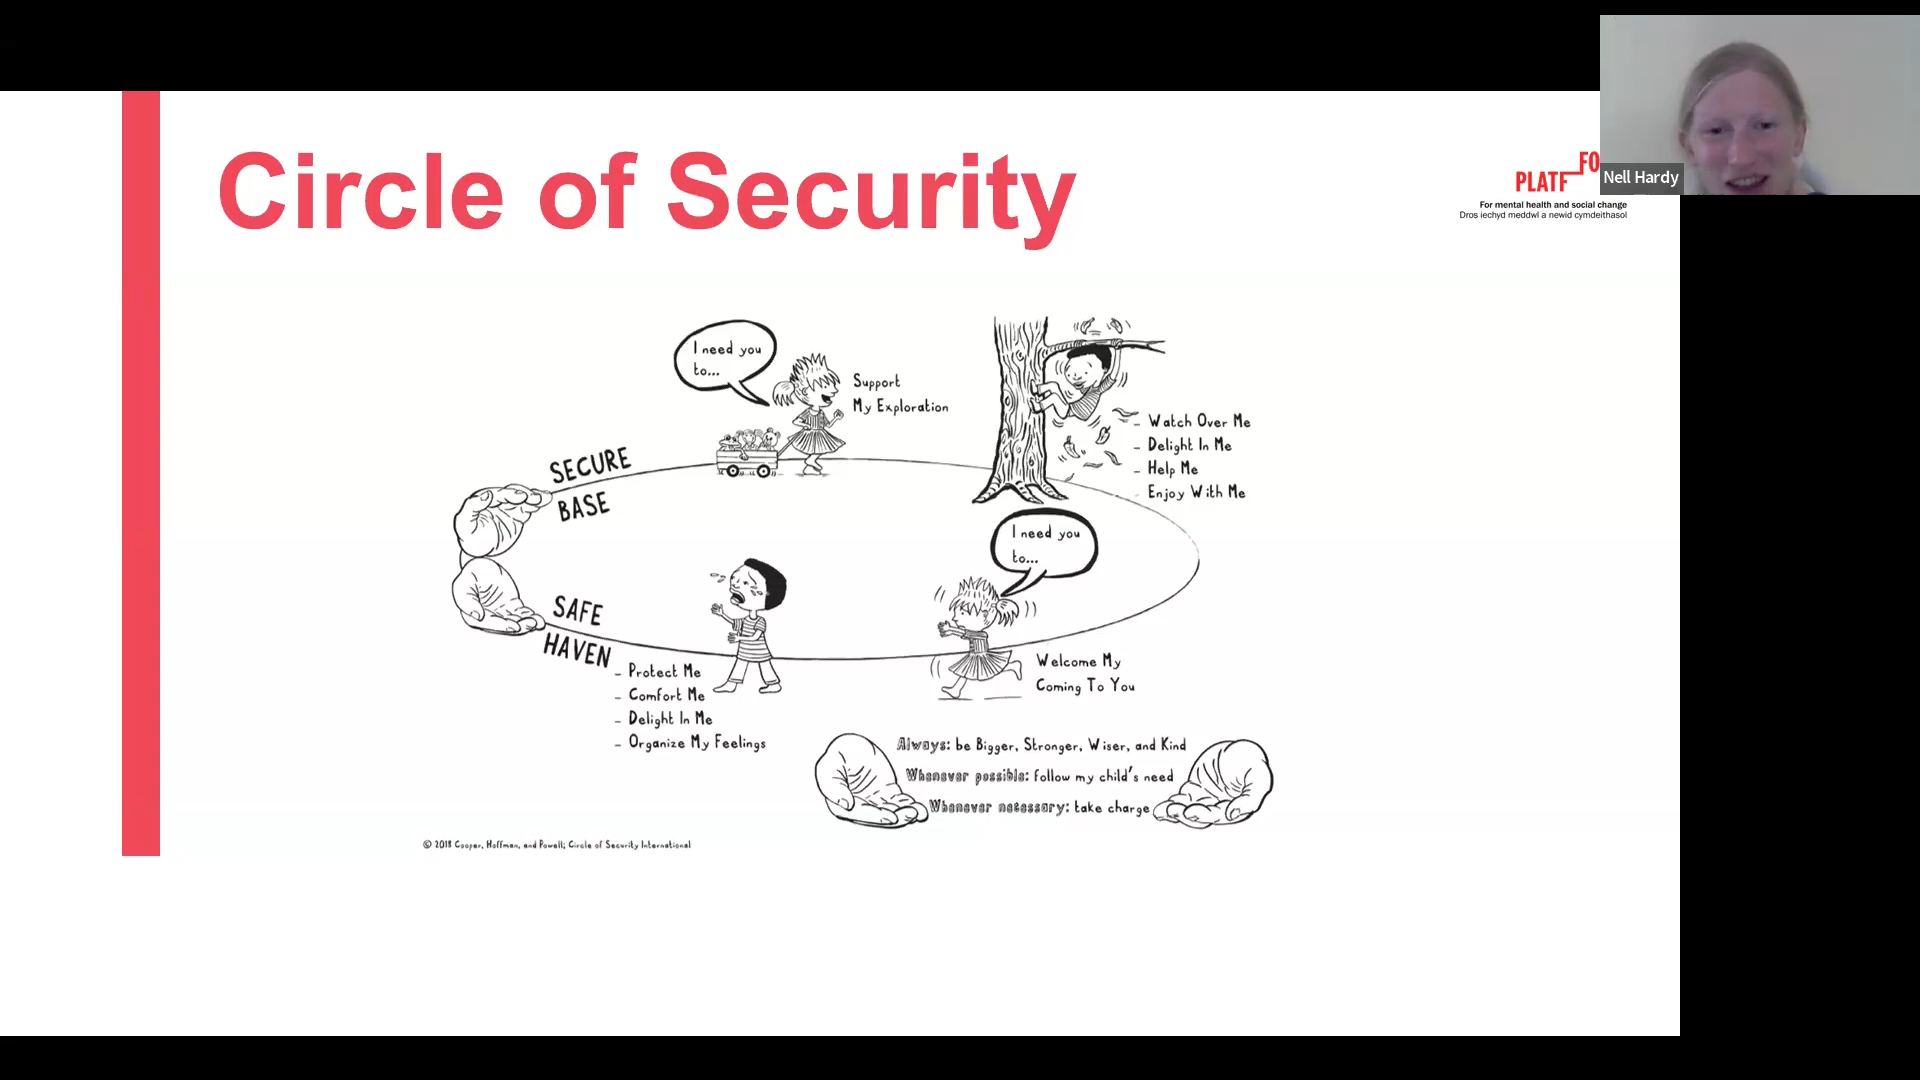 Circle of Security
PLATF
FO
For mental health and social change
Dros iechyd meddwl a newid cymdeithasol
Nell Hardy
I need you
to...
Support
My Exploration
- Watch Over Me
- Delight In Me
- Help Me
- Enjoy With Me
SECURE
BASE
I need you
to...
SAFE
HAVEN
- Protect Me
- Comfort Me
- Delight In Me
- Organize My Feelings
Welcome My
Coming To You
Always: be Bigger, Stronger, Wiser, and Kind
Whenever possible: follow my child's need
Whenever necessary: take charge
© 2018 Cooper, Hoffman, and Powell; Circle of Security International